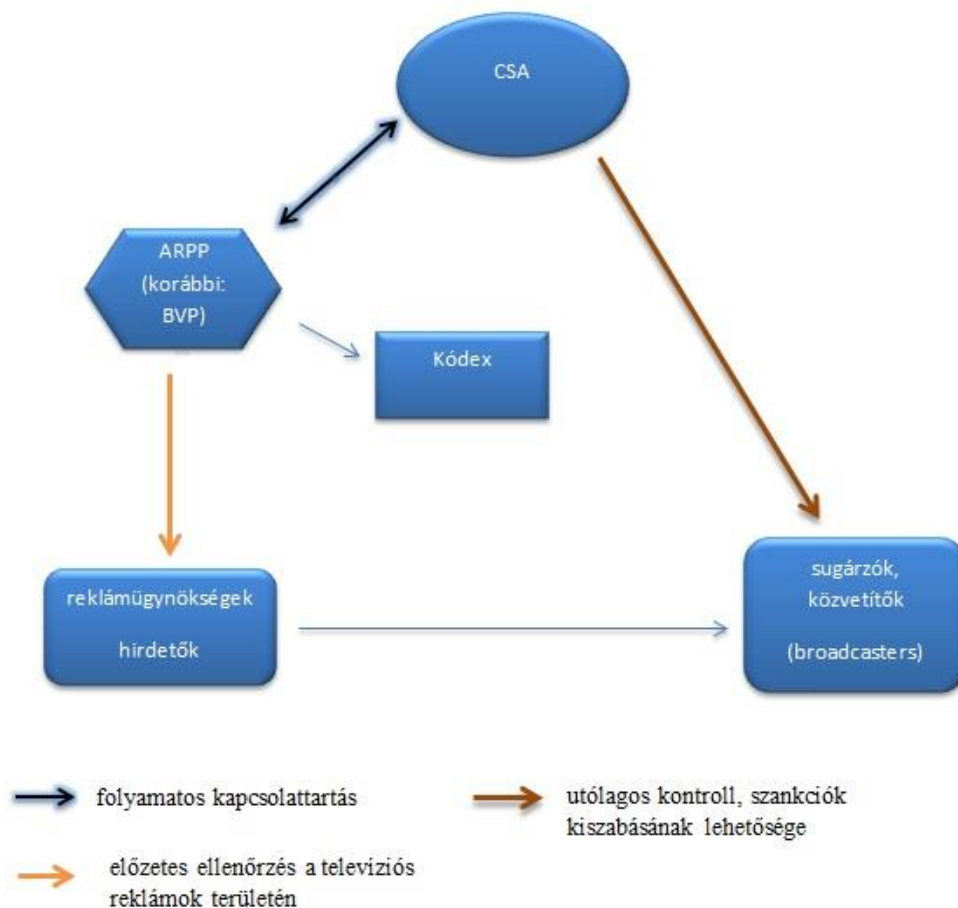 CSA
ARPP
(korábbi:
BVP)
Kódex
reklámügynökségek
hirdetők
sugárzók,
közvetítők
(broadcasters)
folyamatos kapcsolattartás
utólagos kontroll, szankciók
kiszabásának lehetősége
előzetes ellenőrzés a televíziós
reklámok területén